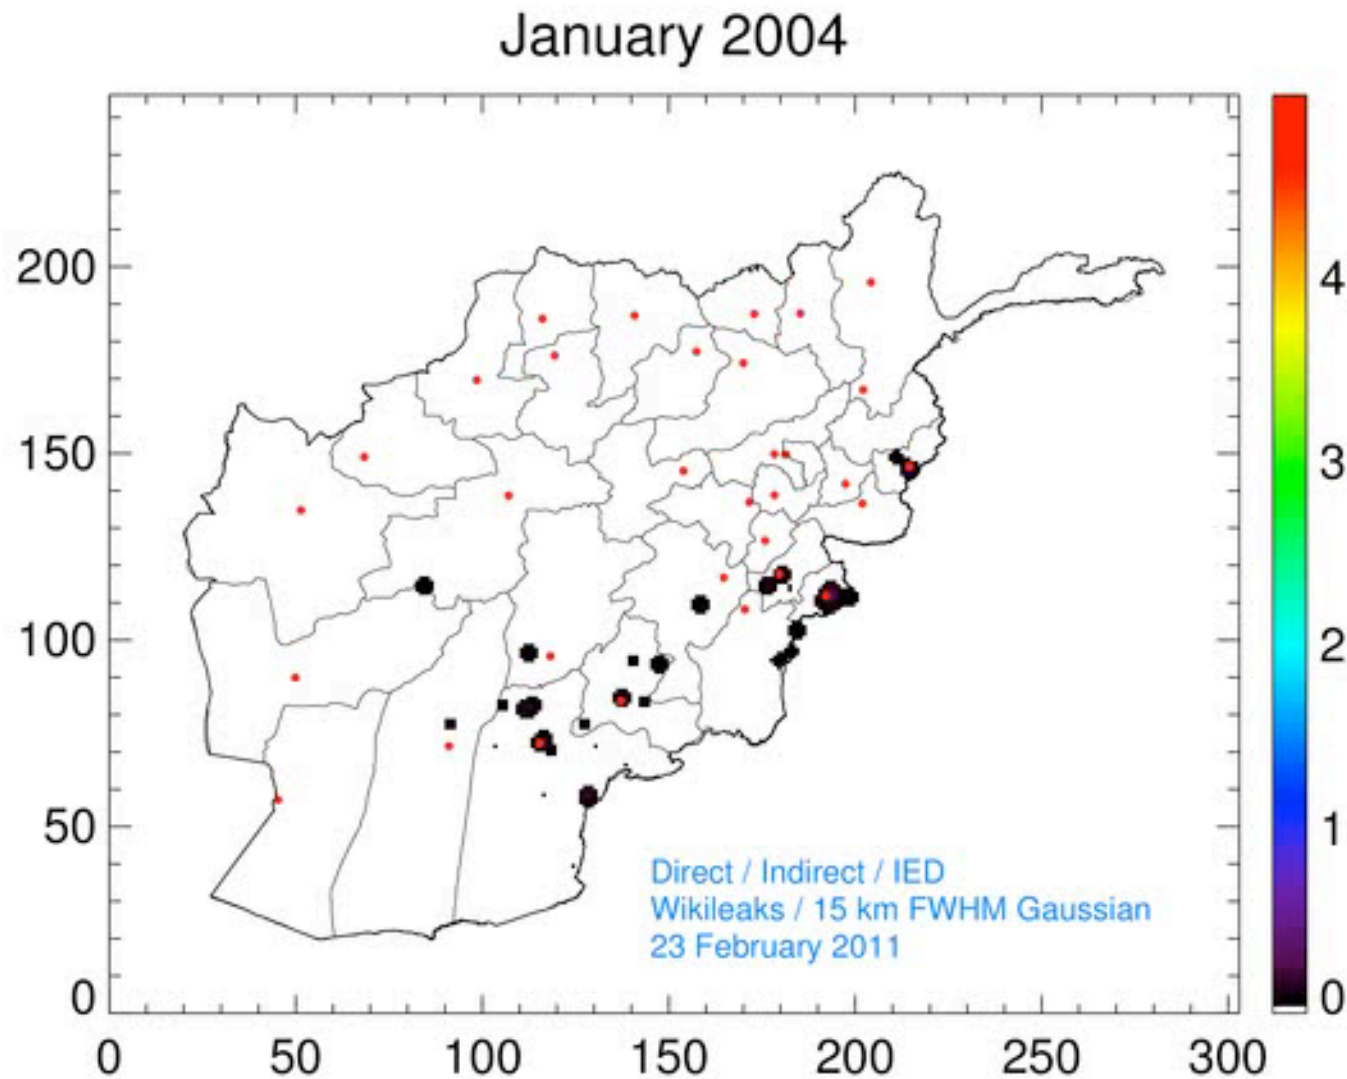 January 2004
200
150
100
50
0
0 50 100 150 200 250 300
4
3
2
1
0
Direct / Indirect / IED
Wikileaks / 15 km FWHM Gaussian
23 February 2011